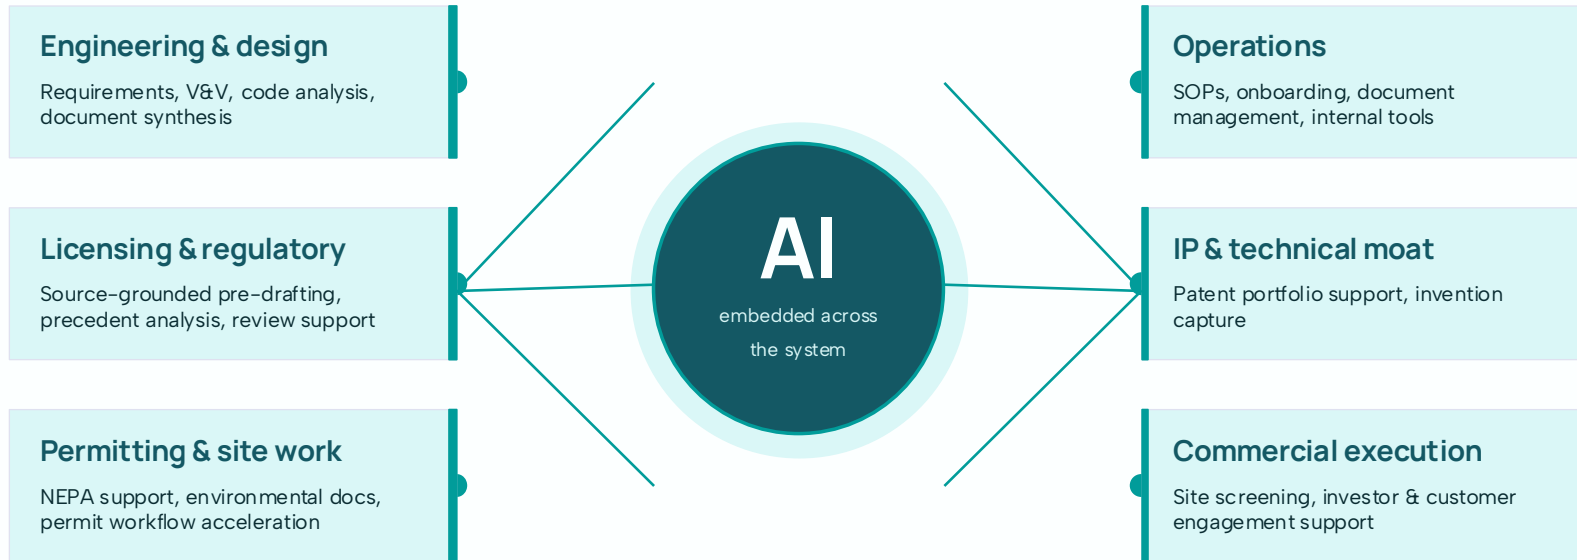 Engineering & design
Requirements, V&V, code analysis,
document synthesis
Licensing & regulatory
Source-grounded pre-drafting,
precedent analysis, review support
Permitting & site work
NEPA support, environmental docs,
permit workflow acceleration
AI
embedded across
the system
Operations
SOPs, onboarding, document
management, internal tools
IP & technical moat
Patent portfolio support, invention
capture
Commercial execution
Site screening, investor & customer
engagement support